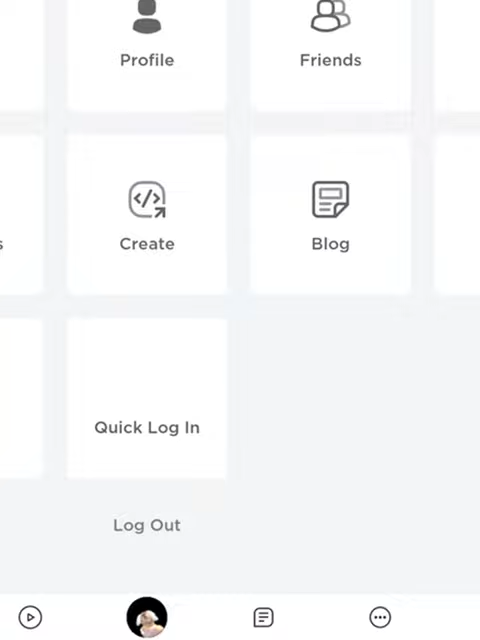 Profile
Friends
s
Create
Blog
Quick Log In
Log Out